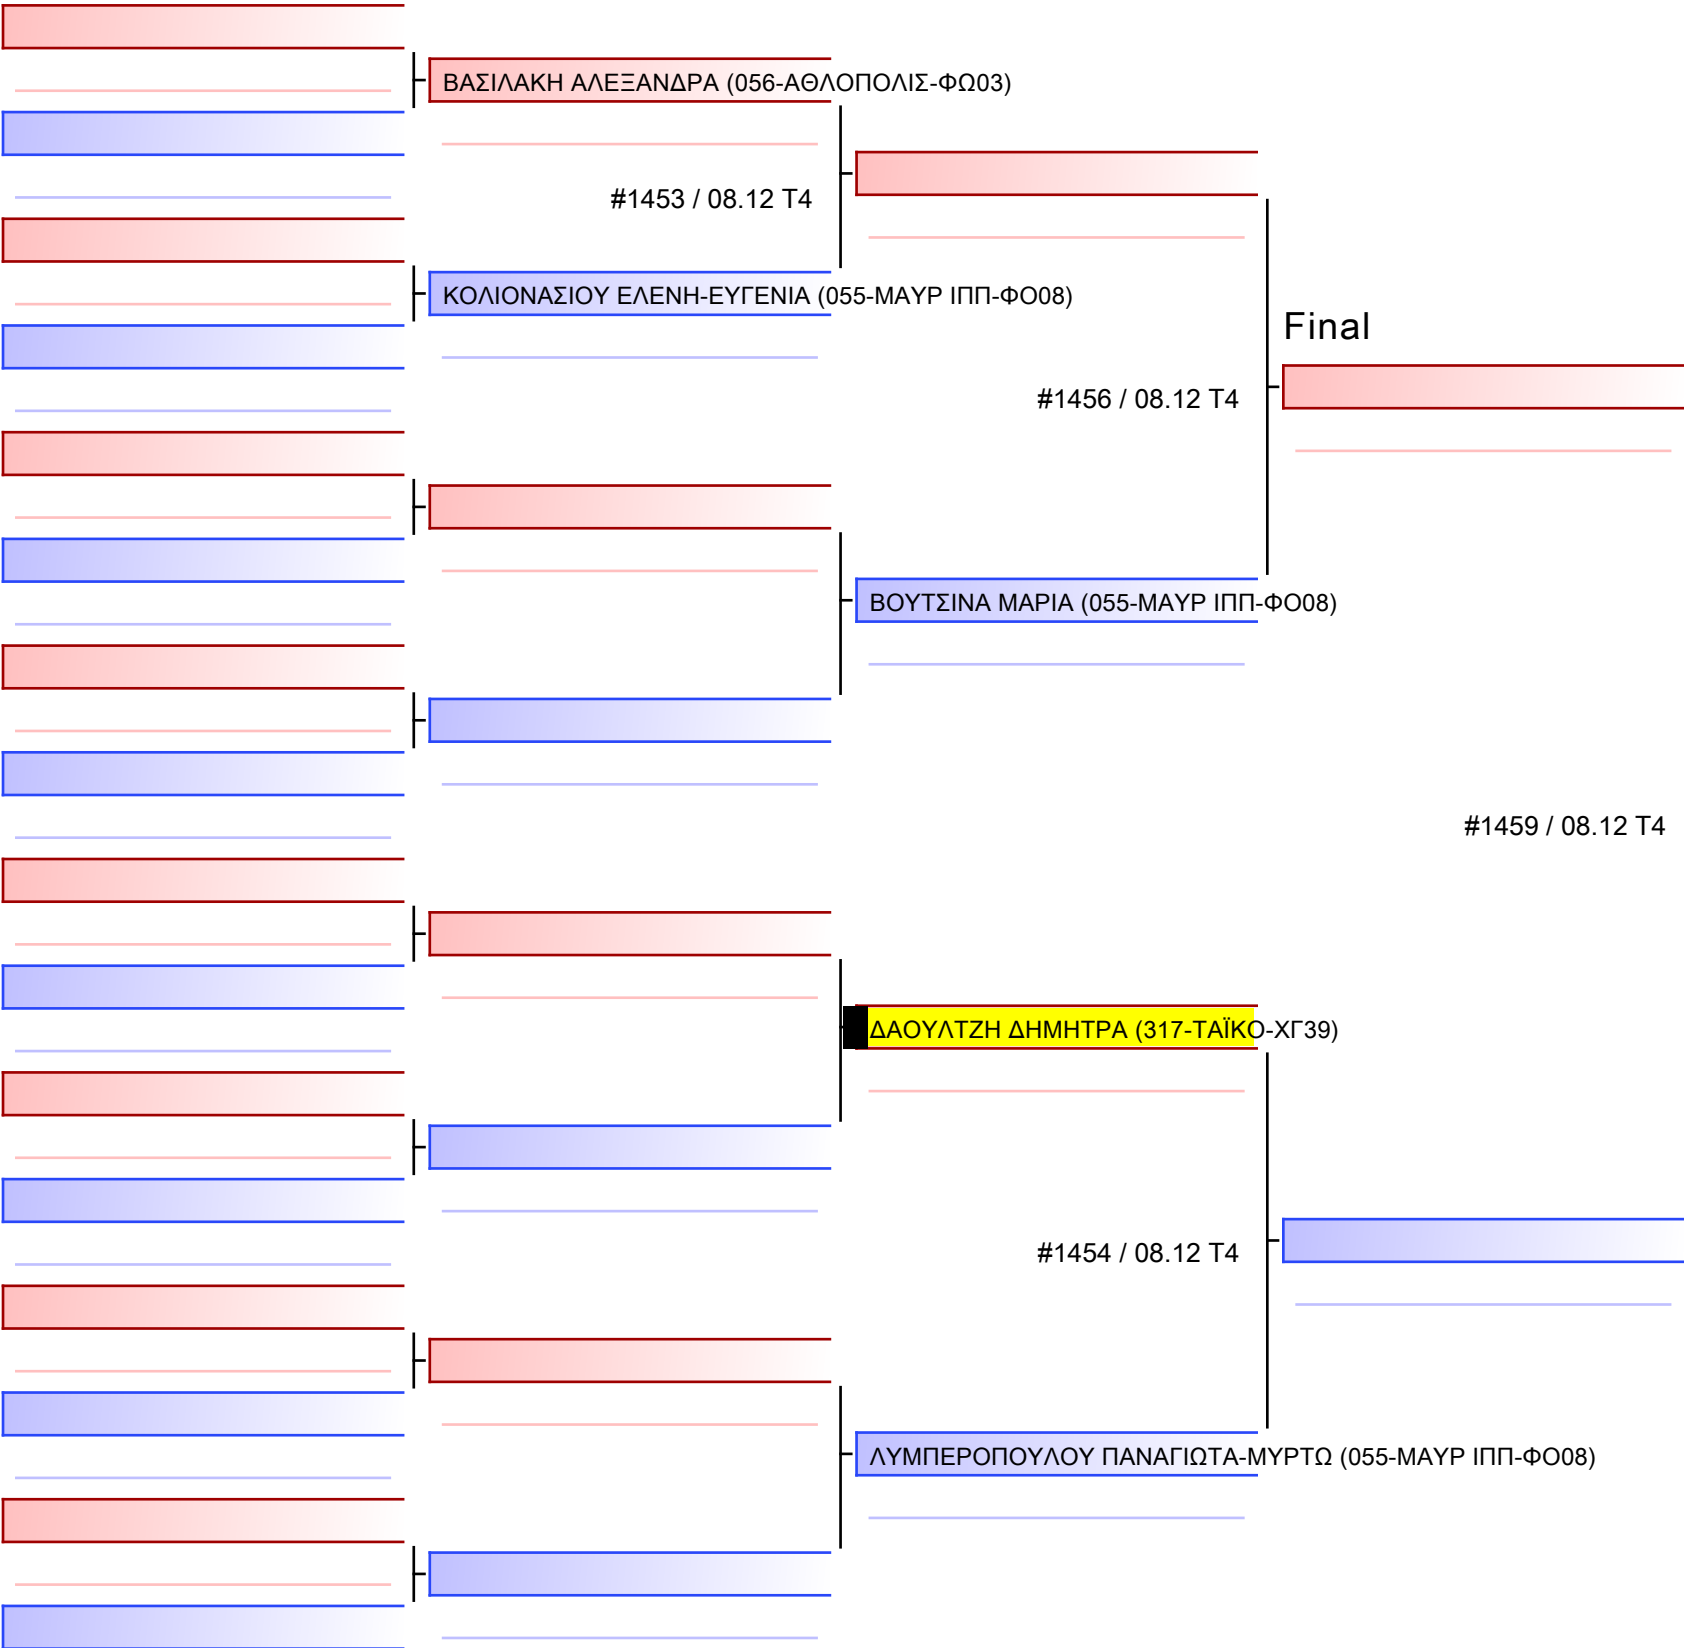 ΒΑΣΙΛΑΚΗ ΑΛΕΞΑΝΔΡΑ (056-ΑΘΛΟΠΟΛΙΣ-ΦΩ03)
#1453 / 08.12 T4
ΚΟΛΙΟΝΑΣΙΟΥ ΕΛΕΝΗ-ΕΥΓΕΝΙΑ (055-ΜΑΥΡ ΙΠΠ-ΦΟ08)
Final
#1456 / 08.12 T4
ΒΟΥΤΣΙΝΑ ΜΑΡΙΑ (055-ΜΑΥΡ ΙΠΠ-ΦΟ08)
#1459 / 08.12 T4
ΔΑΟΥΛΤΖΗ ΔΗΜΗΤΡΑ (317-ΤΑΪΚΟ-ΧΓ39)
#1454 / 08.12 T4
ΛΥΜΠΕΡΟΠΟΥΛΟΥ ΠΑΝΑΓΙΩΤΑ-ΜΥΡΤΩ (055-ΜΑΥΡ ΙΠΠ-ΦΟ08)